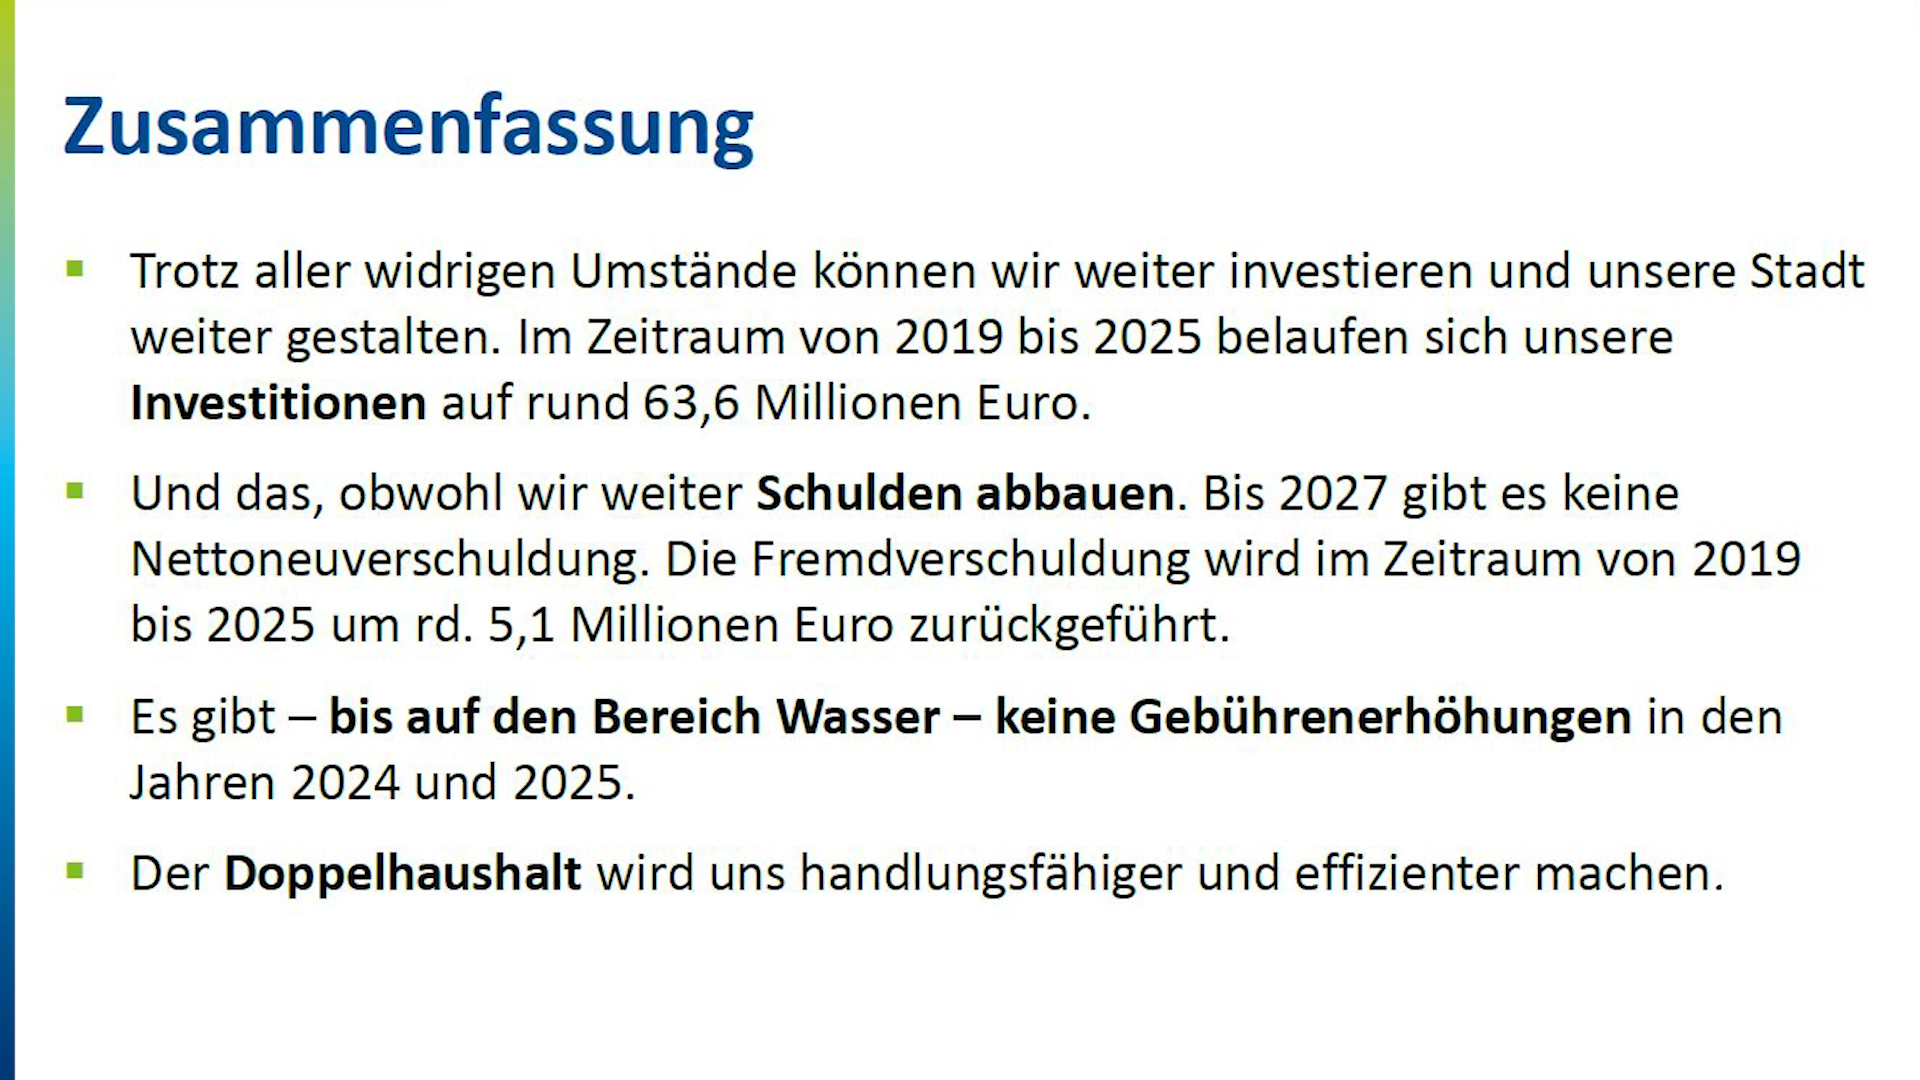 Zusammenfassung
Trotz aller widrigen Umstände können wir weiter investieren und unsere Stadt
weiter gestalten. Im Zeitraum von 2019 bis 2025 belaufen sich unsere
Investitionen auf rund 63,6 Millionen Euro.
Und das, obwohl wir weiter Schulden abbauen. Bis 2027 gibt es keine
Nettoneuverschuldung. Die Fremdverschuldung wird im Zeitraum von 2019
bis 2025 um rd. 5,1 Millionen Euro zurückgeführt.
Es gibt – bis auf den Bereich Wasser – keine Gebührenerhöhungen in den
Jahren 2024 und 2025.
Der Doppelhaushalt wird uns handlungsfähiger und effizienter machen.